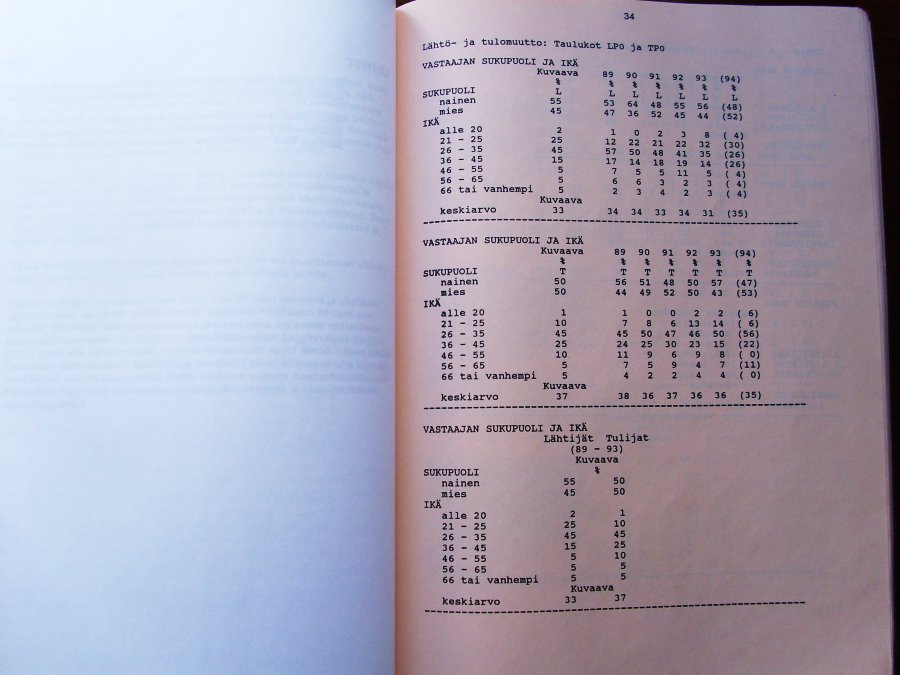 34
Lähtö- ja tulomuutto: Taulukot LP0 ja TP0
VASTAAJAN SUKUPUOLI JA IKÄ
Kuvaava 89 90 91 92 93 (94)
% % % % % % %
SUKUPUOLI L L L L L L L
nainen 55 53 64 48 55 56 (48)
mies 45 47 36 52 45 44 (52)
IKÄ
alle 20 2 1 0 2 3 8 ( 4)
21 - 25 25 12 22 21 22 32 (30)
26 - 35 45 57 50 48 41 35 (26)
36 - 45 15 17 14 18 19 14 (26)
46 - 55 5 7 5 5 11 5 ( 4)
56 - 65 5 6 6 3 2 3 ( 4)
66 tai vanhempi 5 2 3 4 2 3 ( 4)
Kuvaava
keskiarvo 33 34 34 33 34 31 (35)
VASTAAJAN SUKUPUOLI JA IKÄ
Kuvaava 89 90 91 92 93 (94)
% % % % % % %
SUKUPUOLI T T T T T T T
nainen 50 56 51 48 50 57 (47)
mies 50 44 49 52 50 43 (53)
IKÄ
alle 20 1 1 0 0 2 2 ( 6)
21 - 25 10 7 8 6 13 14 ( 6)
26 - 35 45 45 50 47 46 50 (56)
36 - 45 25 24 25 30 23 15 (22)
46 - 55 10 11 9 6 9 8 ( 0)
56 - 65 5 7 5 9 4 7 (11)
66 tai vanhempi 5 4 2 2 4 4 ( 0)
Kuvaava
keskiarvo 37 38 36 37 36 36 (35)
VASTAAJAN SUKUPUOLI JA IKÄ
Lähtijät Tulijat
(89 - 93)
Kuvaava
SUKUPUOLI %
nainen 55 50
mies 45 50
IKÄ
alle 20 2 1
21 - 25 25 10
26 - 35 45 45
36 - 45 15 25
46 - 55 5 10
56 - 65 5 5
66 tai vanhempi 5 5
Kuvaava
keskiarvo 33 37